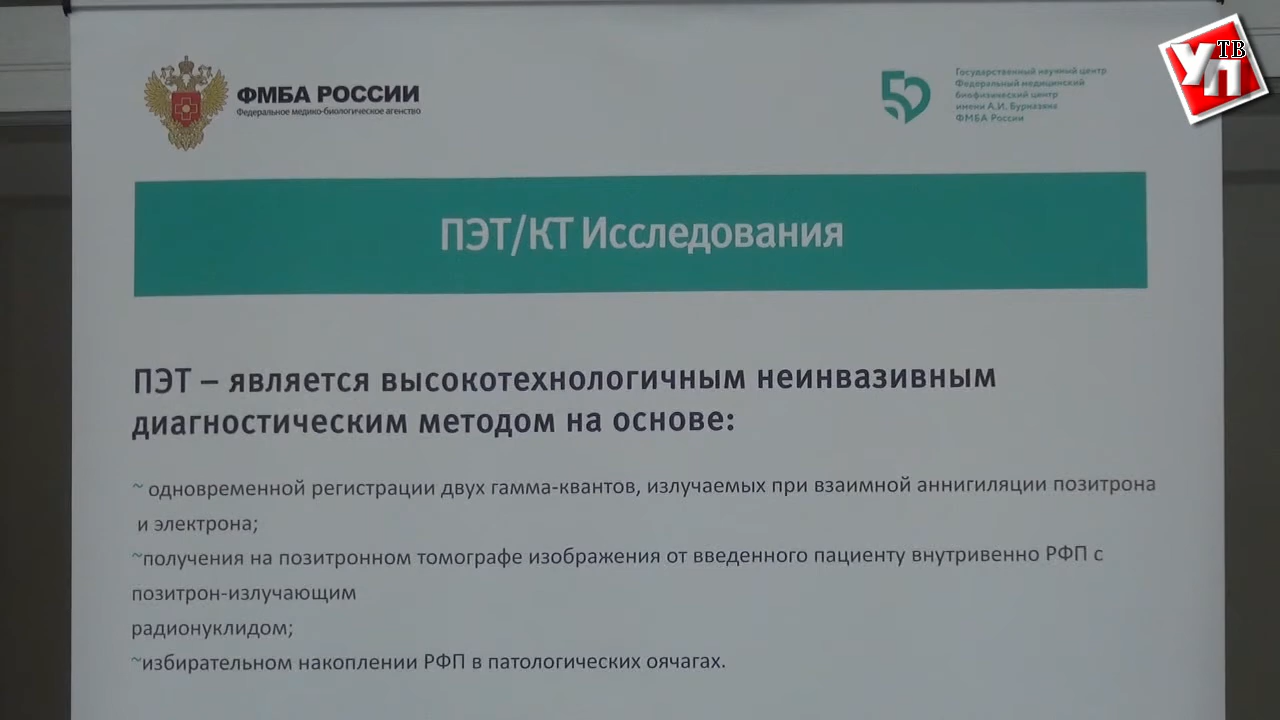 ФМБА РОССИИ
Федеральное медико-биологическое агенство
Государственный научный центр
Федеральный медицинский
биофизический центр
имени А.И. Бурназяна
ФМБА России
УП ТВ
ПЭТ/КТ Исследования
ПЭТ – является высокотехнологичным неинвазивным
диагностическим методом на основе:
~ одновременной регистрации двух гамма-квантов, излучаемых при взаимной аннигиляции позитрона
и электрона;
~получения на позитронном томографе изображения от введенного пациенту внутривенно РФП с
позитрон-излучающим
радионуклидом;
~избирательном накоплении РФП в патологических оячагах.